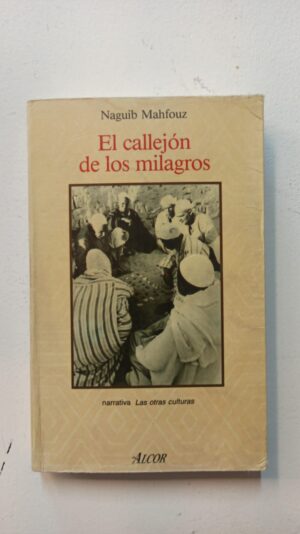 Naguib Mahfouz
El callejón
de los milagros
narrativa Las otras culturas
ALCOR